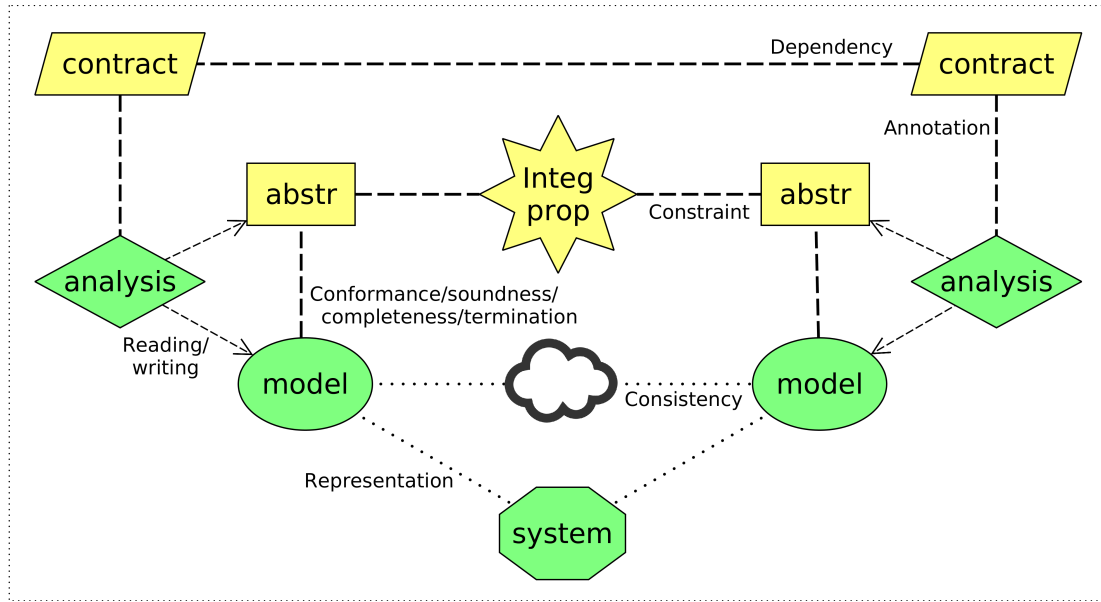 Dependency
contract
contract
Annotation
Integ
prop
abstr
abstr
Constraint
analysis
analysis
Conformance/soundness/
completeness/termination
Reading/
writing
model
model
Consistency
Representation
system